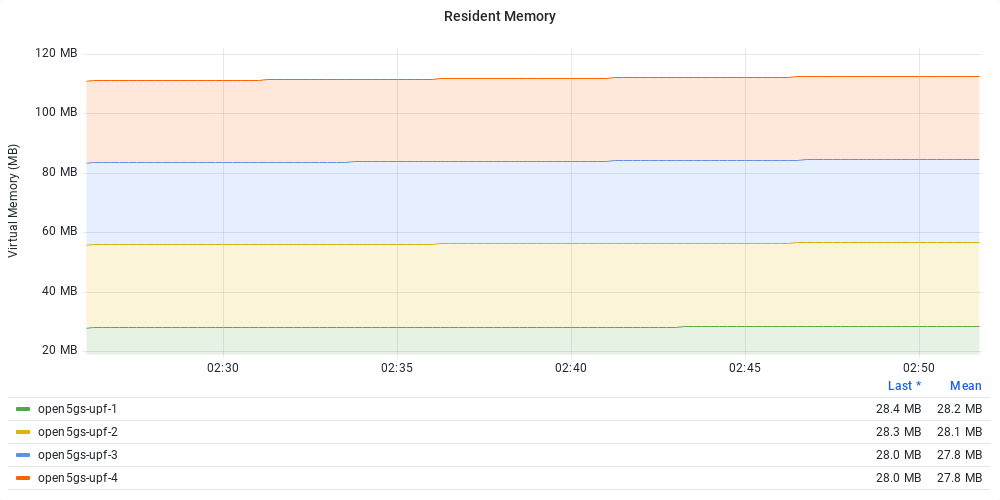 Resident Memory
Virtual Memory (MB)
120 MB
100 MB
80 MB
60 MB
40 MB
20 MB
02:30 02:35 02:40 02:45 02:50
Last * Mean
open5gs-upf-1 28.4 MB 28.2 MB
open5gs-upf-2 28.3 MB 28.1 MB
open5gs-upf-3 28.0 MB 27.8 MB
open5gs-upf-4 28.0 MB 27.8 MB